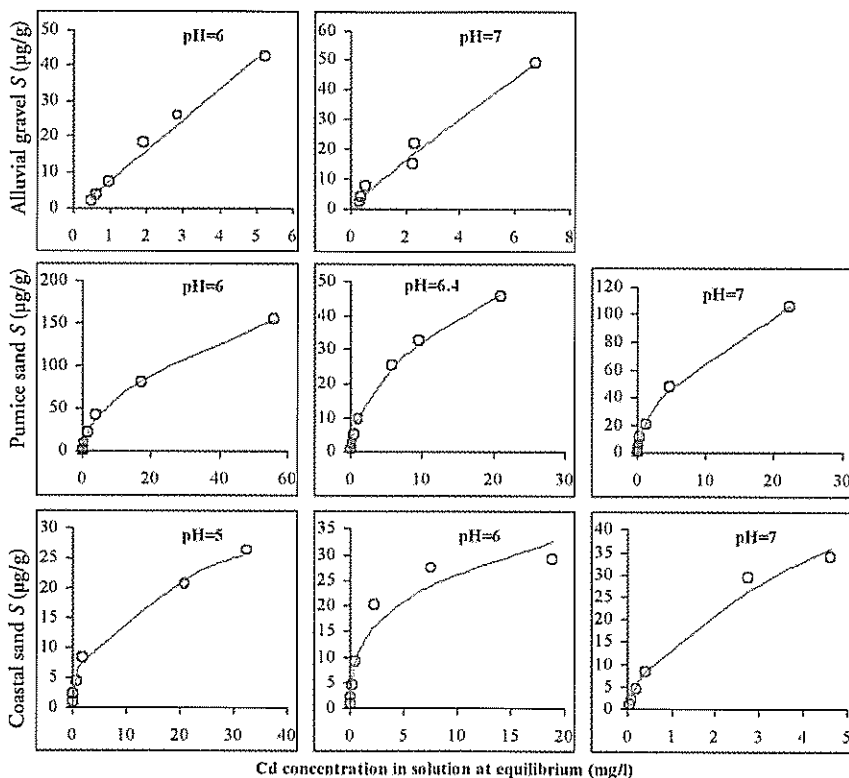 Alluvial gravel S (µg/g)
pH=6
50
40
30
20
10
0
0 1 2 3 4 5 6
pH=7
60
50
40
30
20
10
0
0 2 4 6 8
Pumice sand S (µg/g)
pH=6
200
150
100
50
0
0 20 40 60
pH=6.4
50
40
30
20
10
0
0 10 20 30
pH=7
120
100
80
60
40
20
0
0 10 20 30
Coastal sand S (µg/g)
pH=5
30
25
20
15
10
5
0
0 10 20 30 40
pH=6
35
30
25
20
15
10
5
0
0 5 10 15 20
pH=7
45
40
35
30
25
20
15
10
5
0
0 1 2 3 4 5
Cd concentration in solution at equilibrium (mg/l)